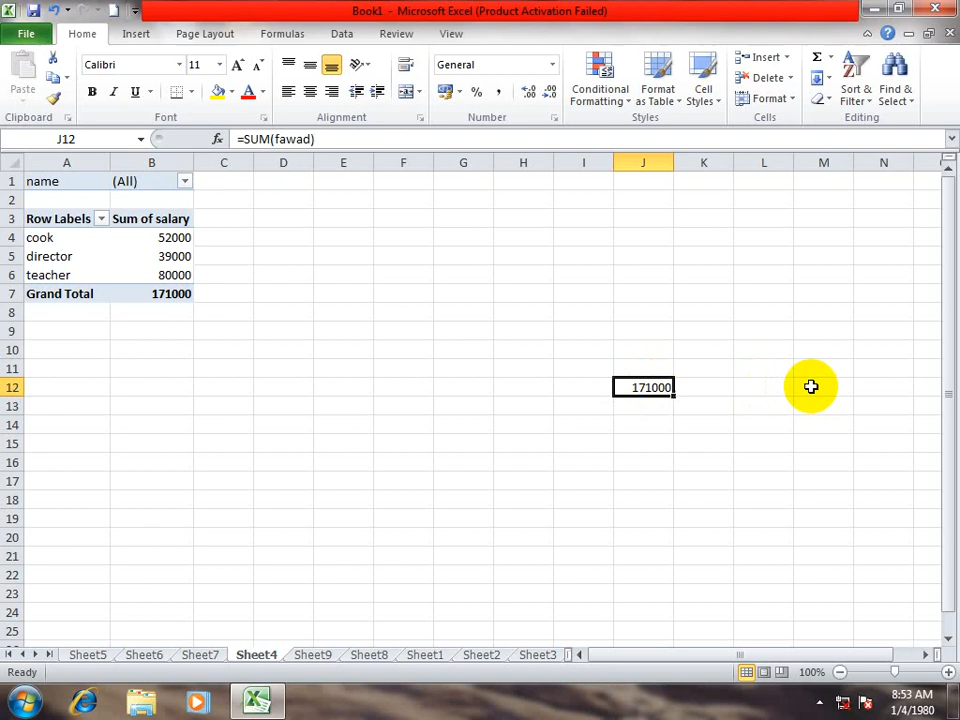 Book1 - Microsoft Excel (Product Activation Failed)
File Home Insert Page Layout Formulas Data Review View
Paste
Calibri 11
General
B I U
Conditional Formatting
Format as Table
Cell Styles
Insert
Delete
Format
Sort & Filter
Find & Select
Clipboard Font Alignment Number Styles Cells Editing
J12 fx =SUM(fawad)
A B C D E F G H I J K L M N
1 name (All)
2
3 Row Labels Sum of salary
4 cook 52000
5 director 39000
6 teacher 80000
7 Grand Total 171000
8
9
10
11
12 171000
13
14
15
16
17
18
19
20
21
22
23
24
25
Sheet5 Sheet6 Sheet7 Sheet4 Sheet9 Sheet8 Sheet1 Sheet2 Sheet3
Ready 100%
8:53 AM
1/4/1980